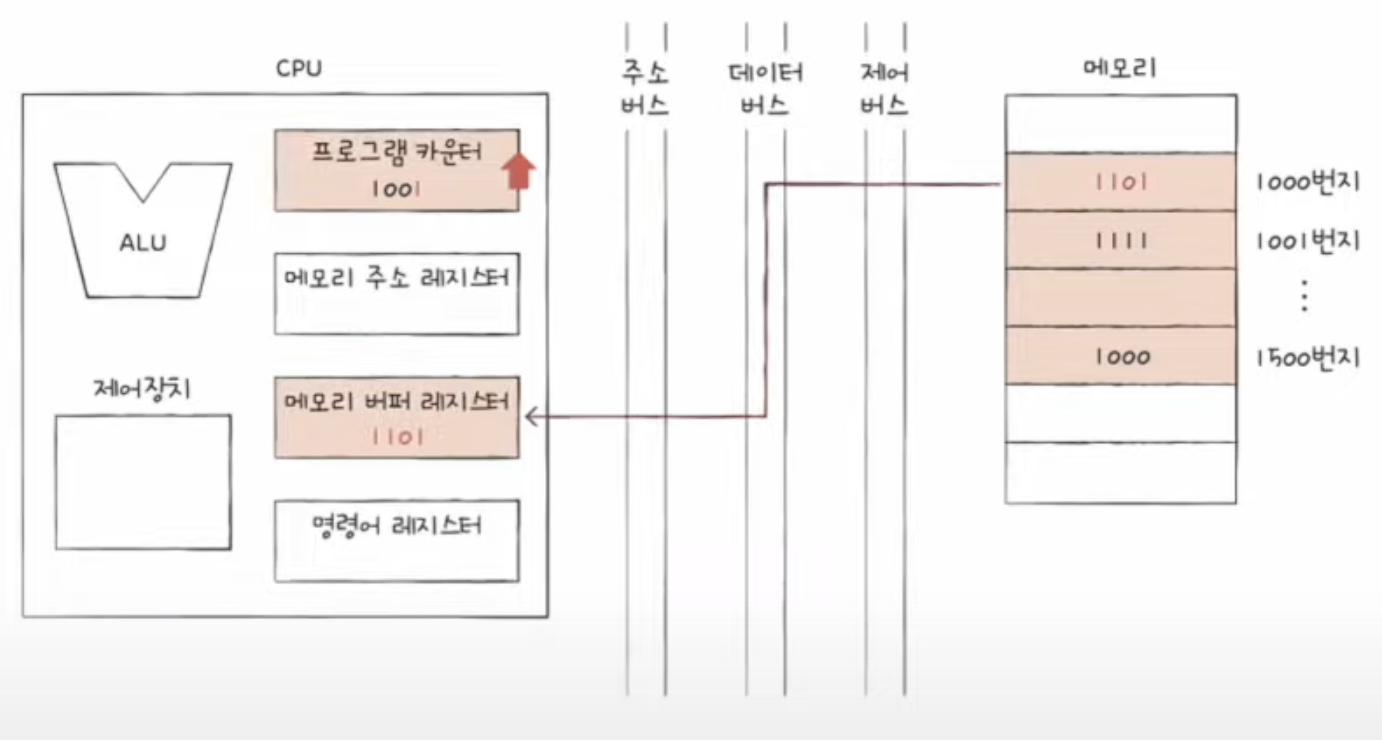 CPU
주소
버스
데이터
버스
제어
버스
메모리
프로그램 카운터
1001
ALU
메모리 주소 레지스터
제어장치
메모리 버퍼 레지스터
1101
명령어 레지스터
1101 1000번지
1111 1001번지
⋮
1000 1500번지